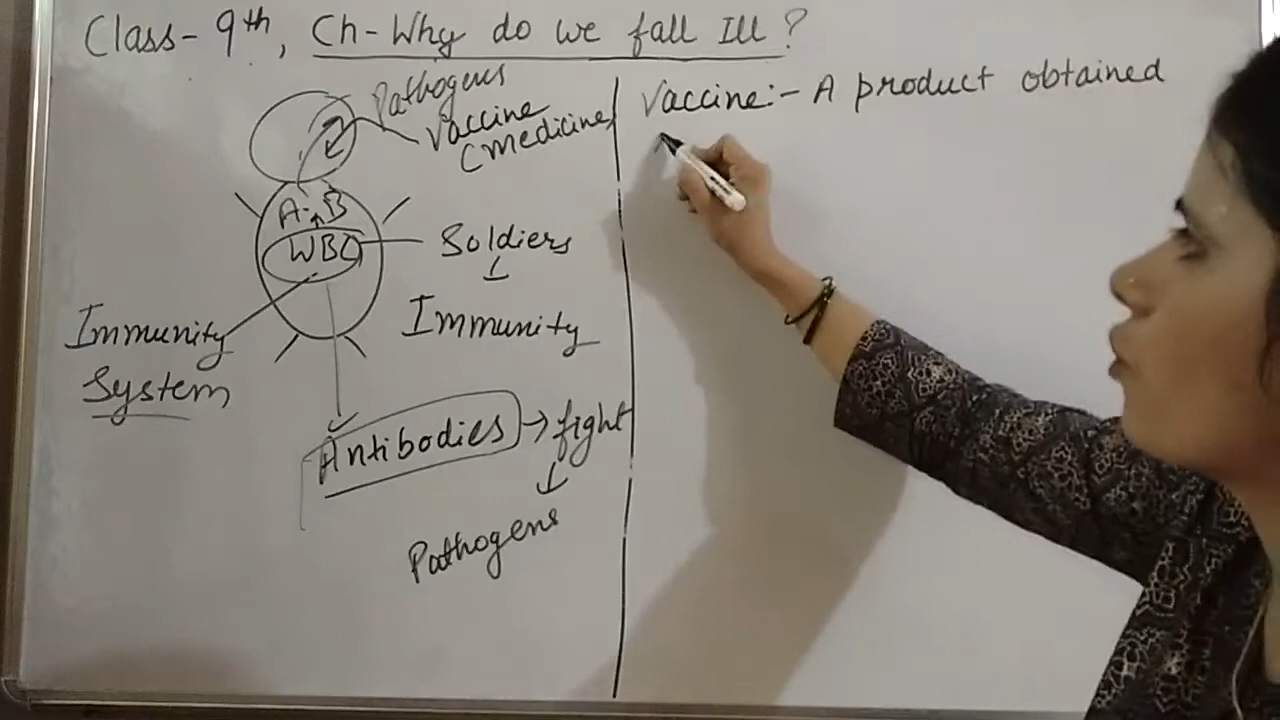 Class- 9th, Ch-Why do we fall Ill?
Pathogens
Vaccine
(Medicine)
A·B
WBC
Soldiers
Immunity
Immunity
System
Antibodies → fight
Pathogens
Vaccine:- A product obtained